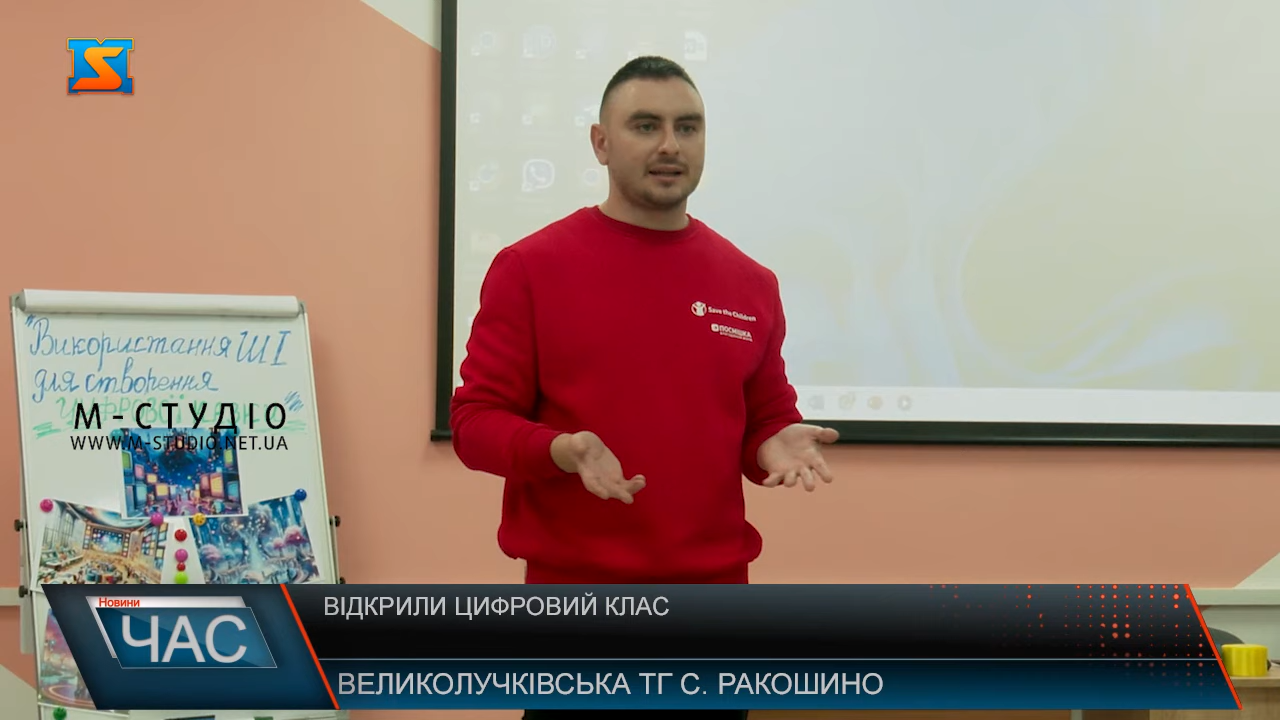 Save the Children
ПОСМІШКА
"Використання ШІ
для створення
М-СТУДІО
WWW.M-STUDIO.NET.UA
Новини
ЧАС
ВІДКРИЛИ ЦИФРОВИЙ КЛАС
ВЕЛИКОЛУЧКІВСЬКА ТГ С. РАКОШИНО